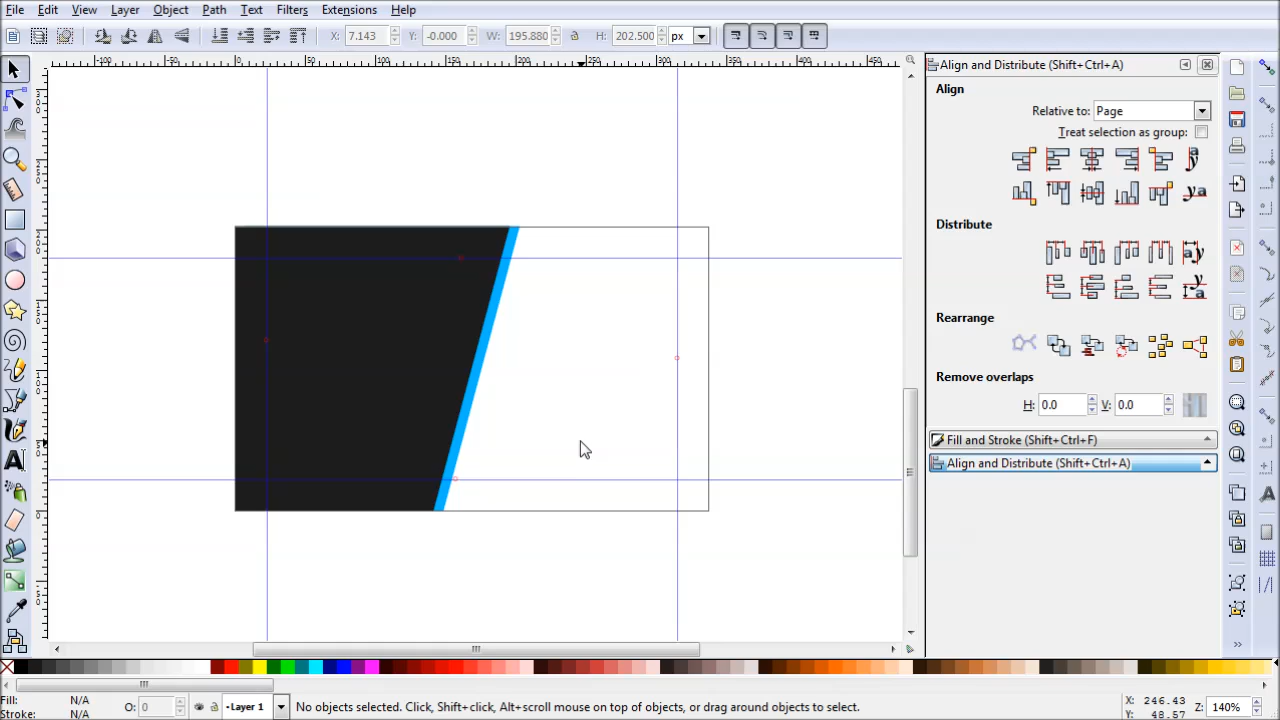 File Edit View Layer Object Path Text Filters Extensions Help
X: 7.143 Y: -0.000 W: 195.880 H: 202.500 px
Align and Distribute (Shift+Ctrl+A)
Align
Relative to: Page
Treat selection as group:
Distribute
Rearrange
Remove overlaps
H: 0.0 V: 0.0
Fill and Stroke (Shift+Ctrl+F)
Align and Distribute (Shift+Ctrl+A)
Fill: N/A
Stroke: N/A
O: 0
Layer 1
No objects selected. Click, Shift+click, Alt+scroll mouse on top of objects, or drag around objects to select.
X: 246.43
Y: 48.57
Z: 140%